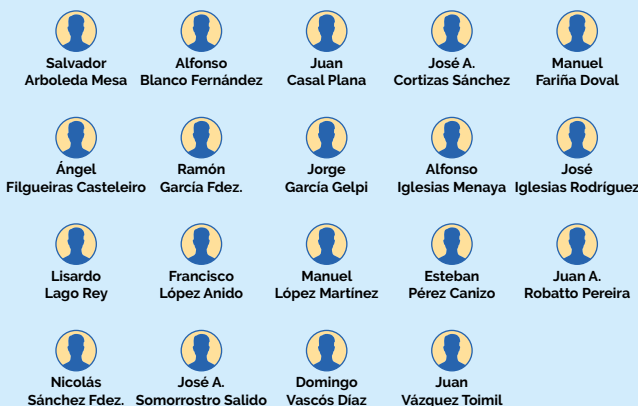 Salvador
Arboleda Mesa
Alfonso
Blanco Fernández
Juan
Casal Plana
José A.
Cortizas Sánchez
Manuel
Fariña Doval
Ángel
Filgueiras Casteleiro
Ramón
García Fdez.
Jorge
García Gelpi
Alfonso
Iglesias Menaya
José
Iglesias Rodríguez
Lisardo
Lago Rey
Francisco
López Anido
Manuel
López Martínez
Esteban
Pérez Canizo
Juan A.
Robatto Pereira
Nicolás
Sánchez Fdez.
José A.
Somorrostro Salido
Domingo
Vascós Díaz
Juan
Vázquez Toimil